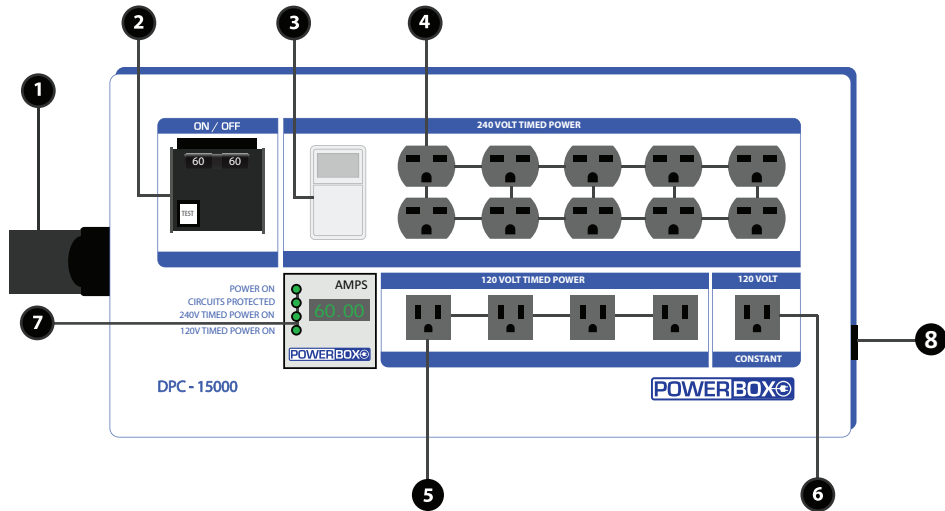 2
3
4
1
ON / OFF
240 VOLT TIMED POWER
60 60
TEST
POWER ON
CIRCUITS PROTECTED
240V TIMED POWER ON
120V TIMED POWER ON
AMPS
60.00
POWERBOX
120 VOLT TIMED POWER
120 VOLT
CONSTANT
7
8
DPC - 15000
POWERBOX
5
6